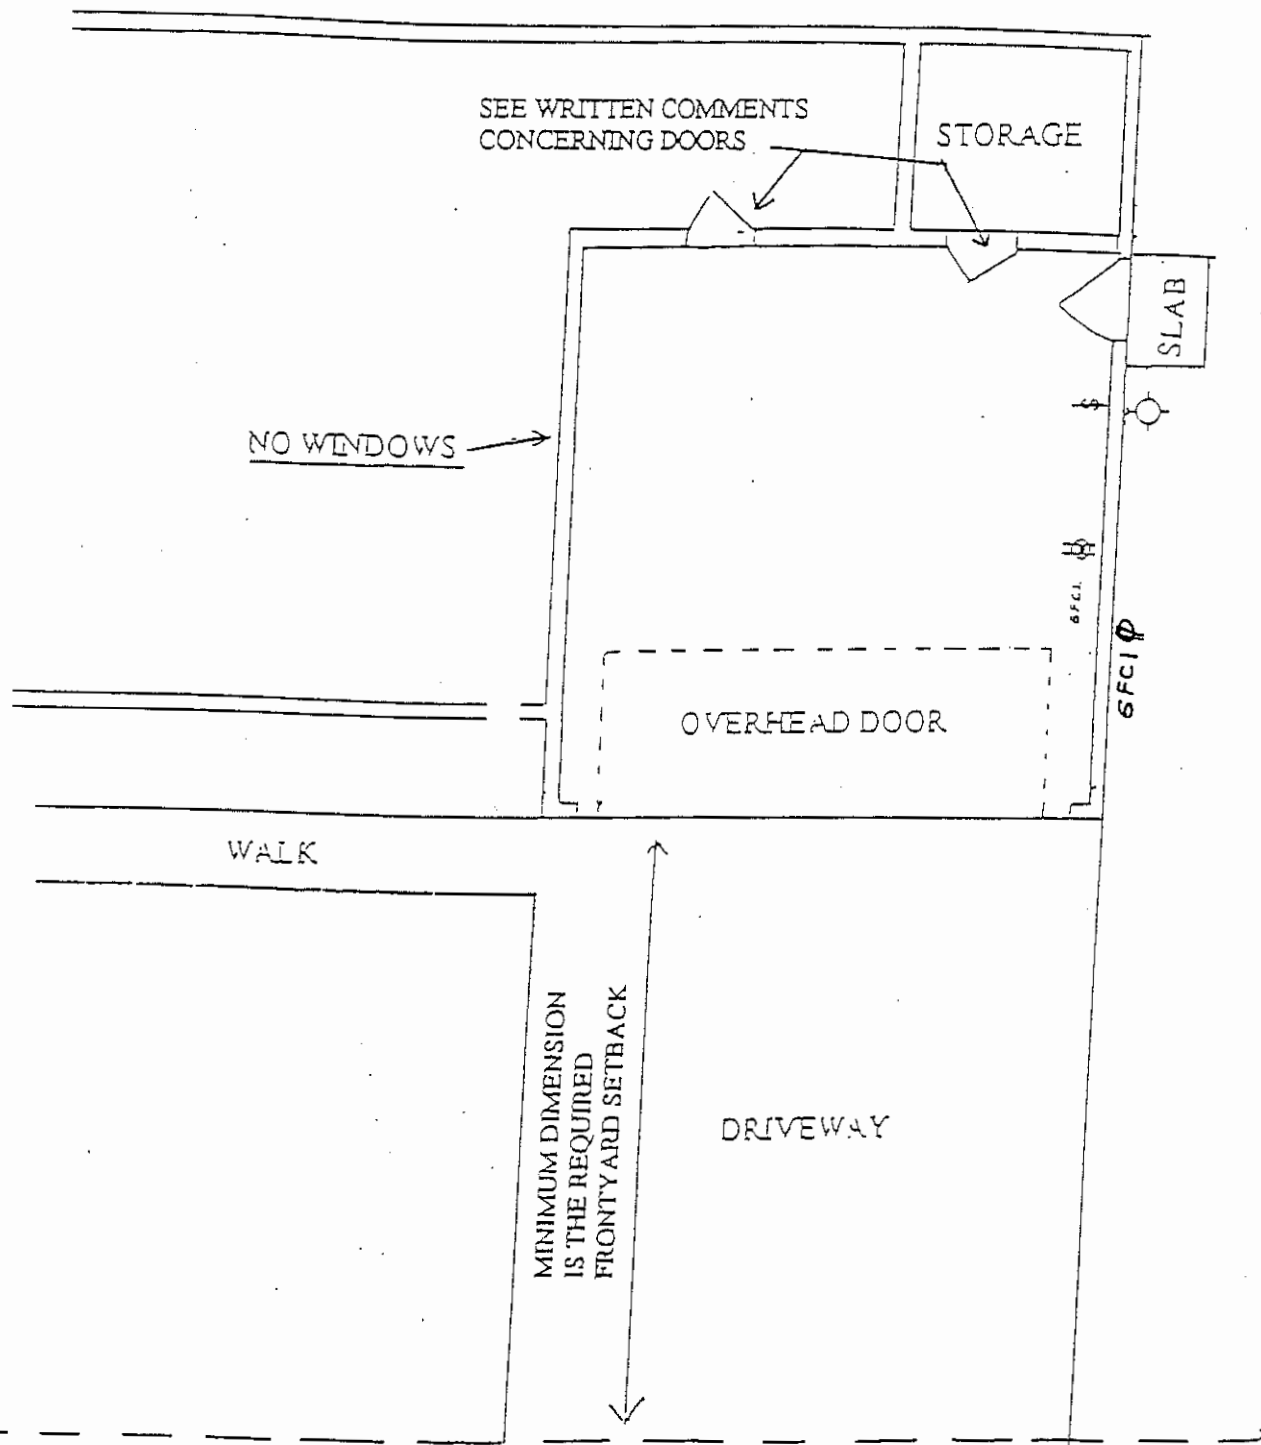 SEE WRITTEN COMMENTS
CONCERNING DOORS
STORAGE
SLAB
NO WINDOWS
$
GFCI
GFCI
OVERHEAD DOOR
WALK
MINIMUM DIMENSION
IS THE REQUIRED
FRONTYARD SETBACK
DRIVEWAY